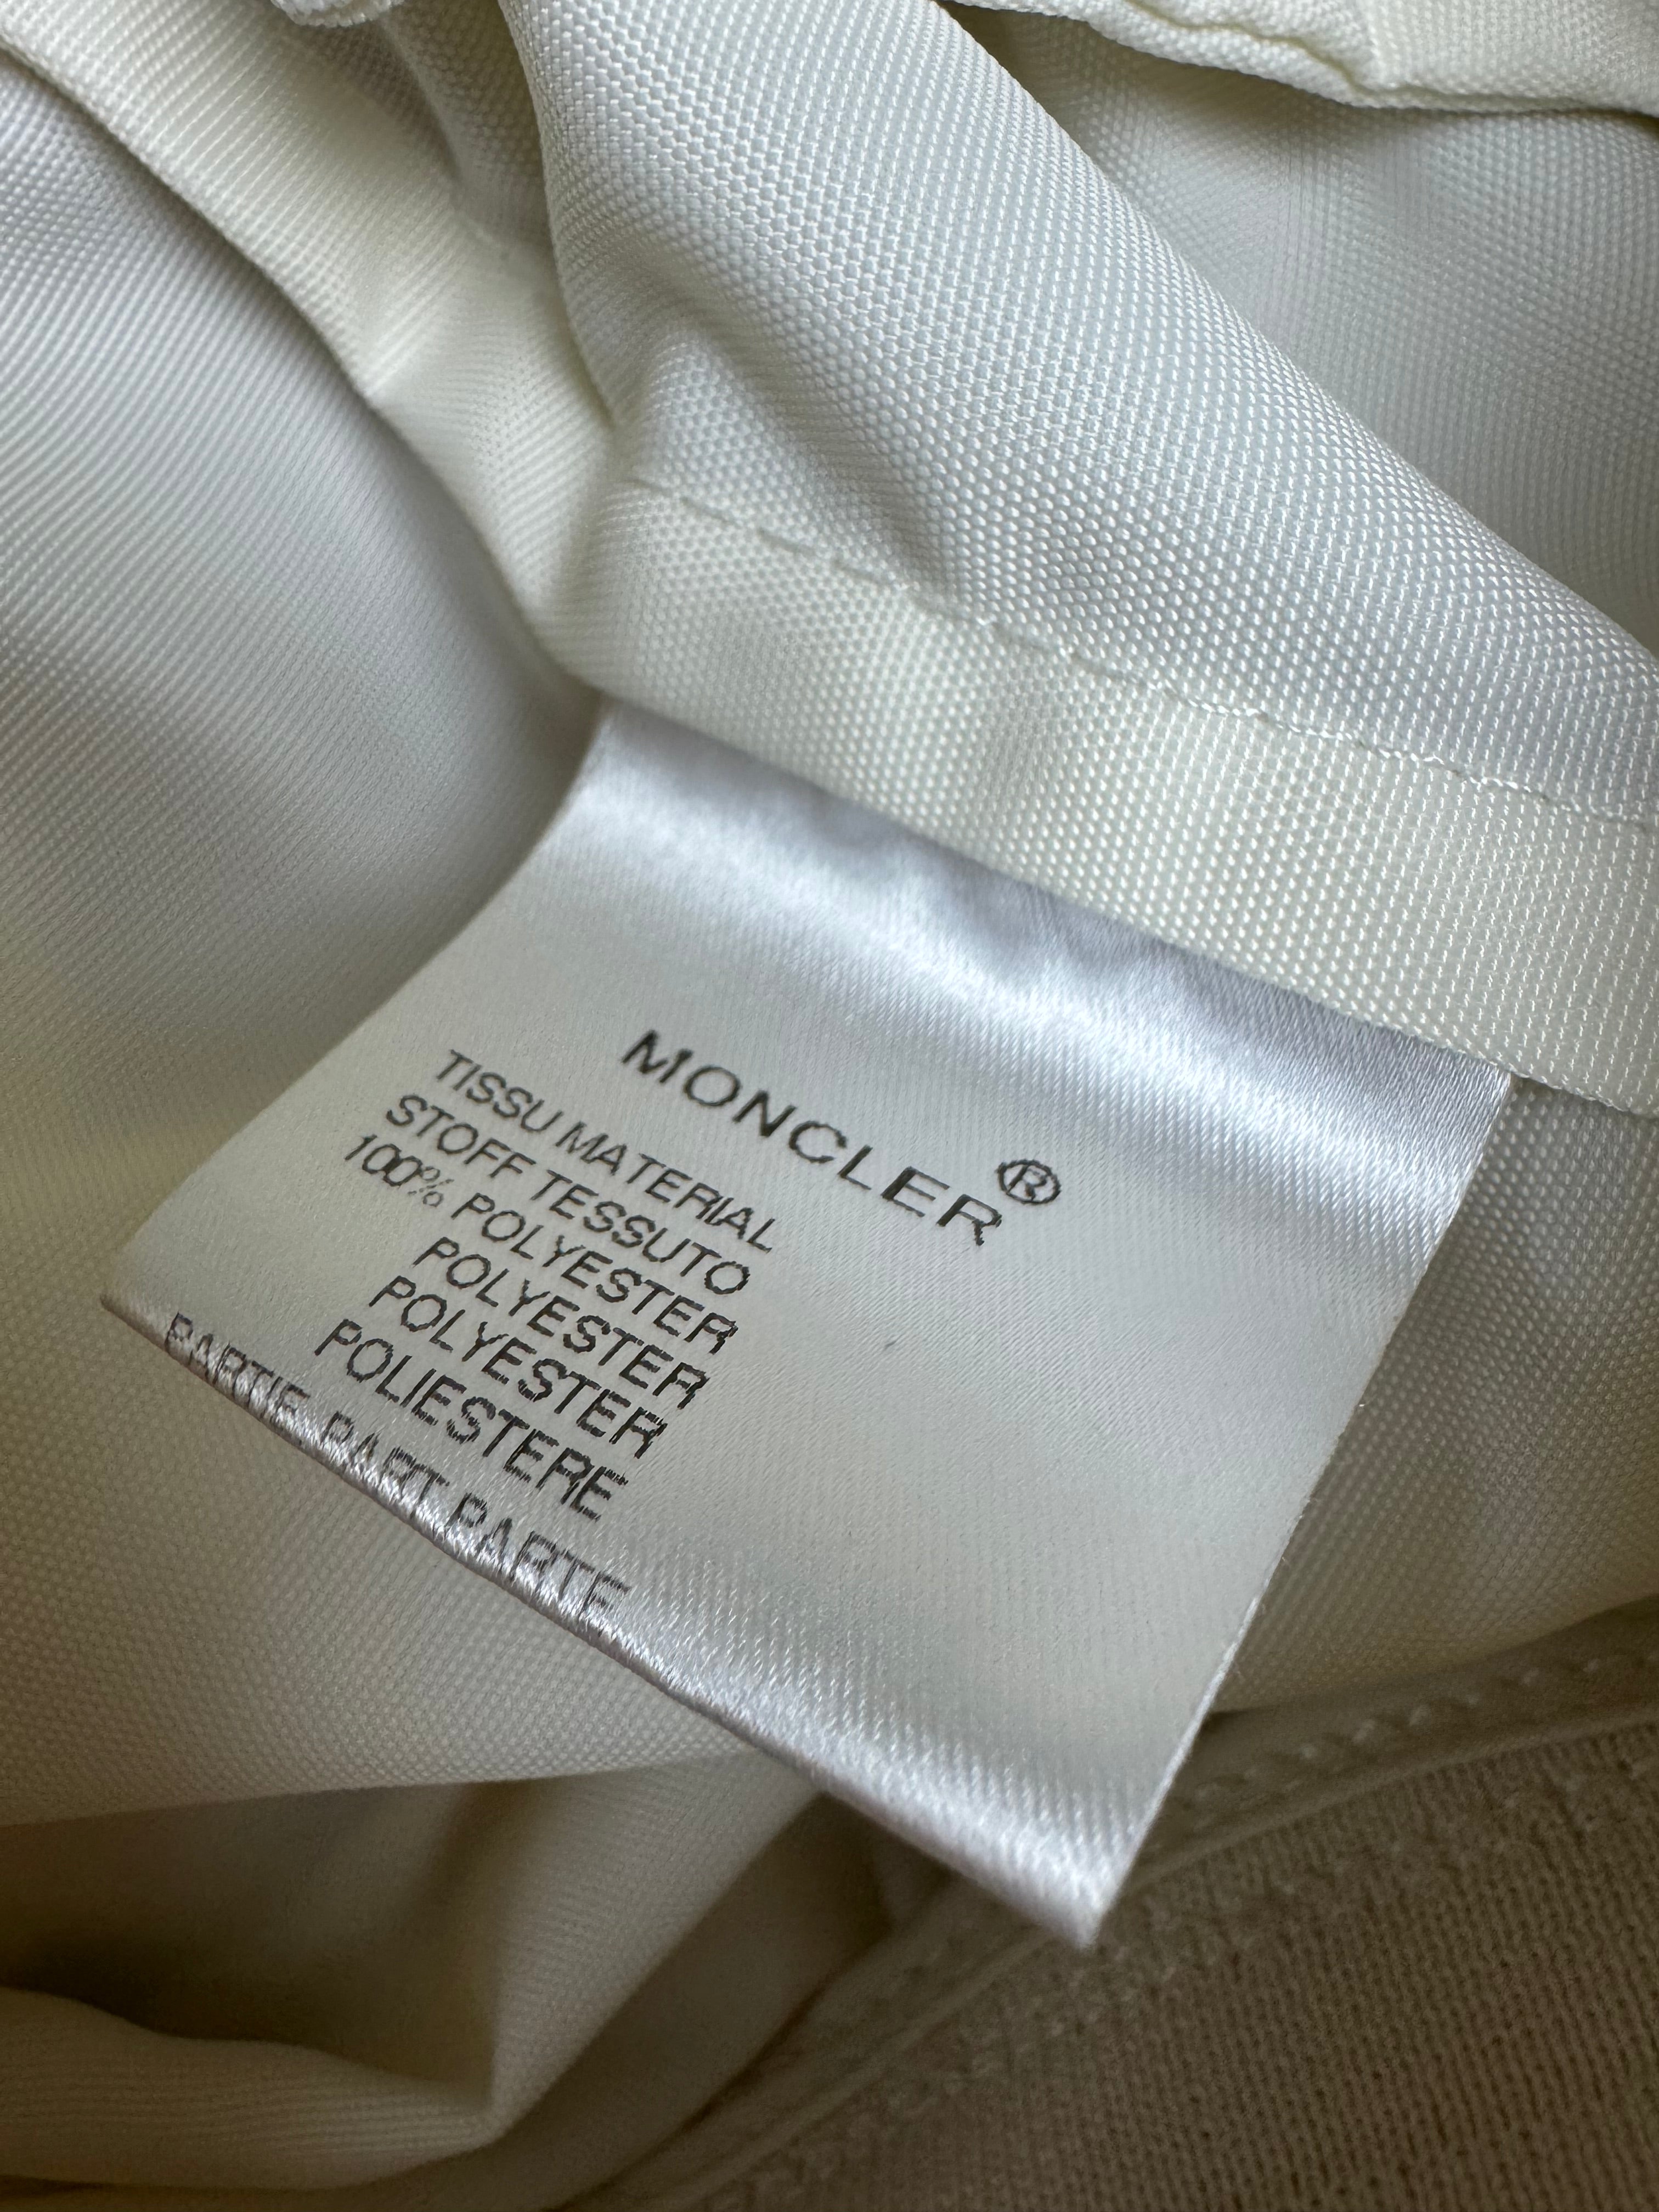 MONCLER®
TISSU MATERIAL
STOFF TESSUTO
100% POLYESTER
POLYESTER
POLYESTER
POLIESTERE
PARTIE PART PARTE